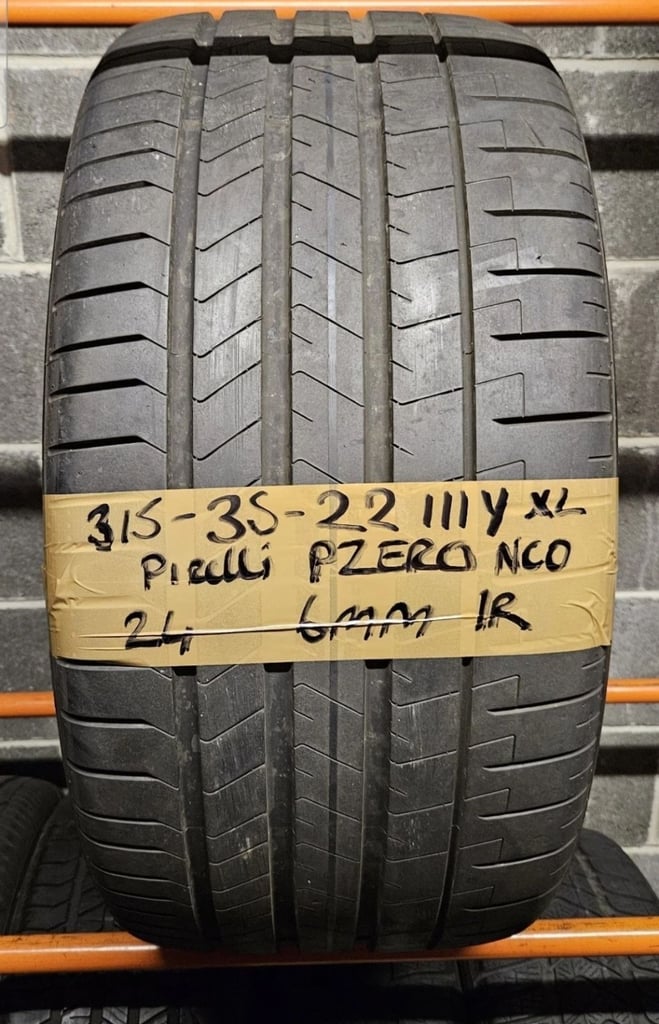 315-35-22 111Y XL
Pirelli PZERO NCO
24 6mm 1R